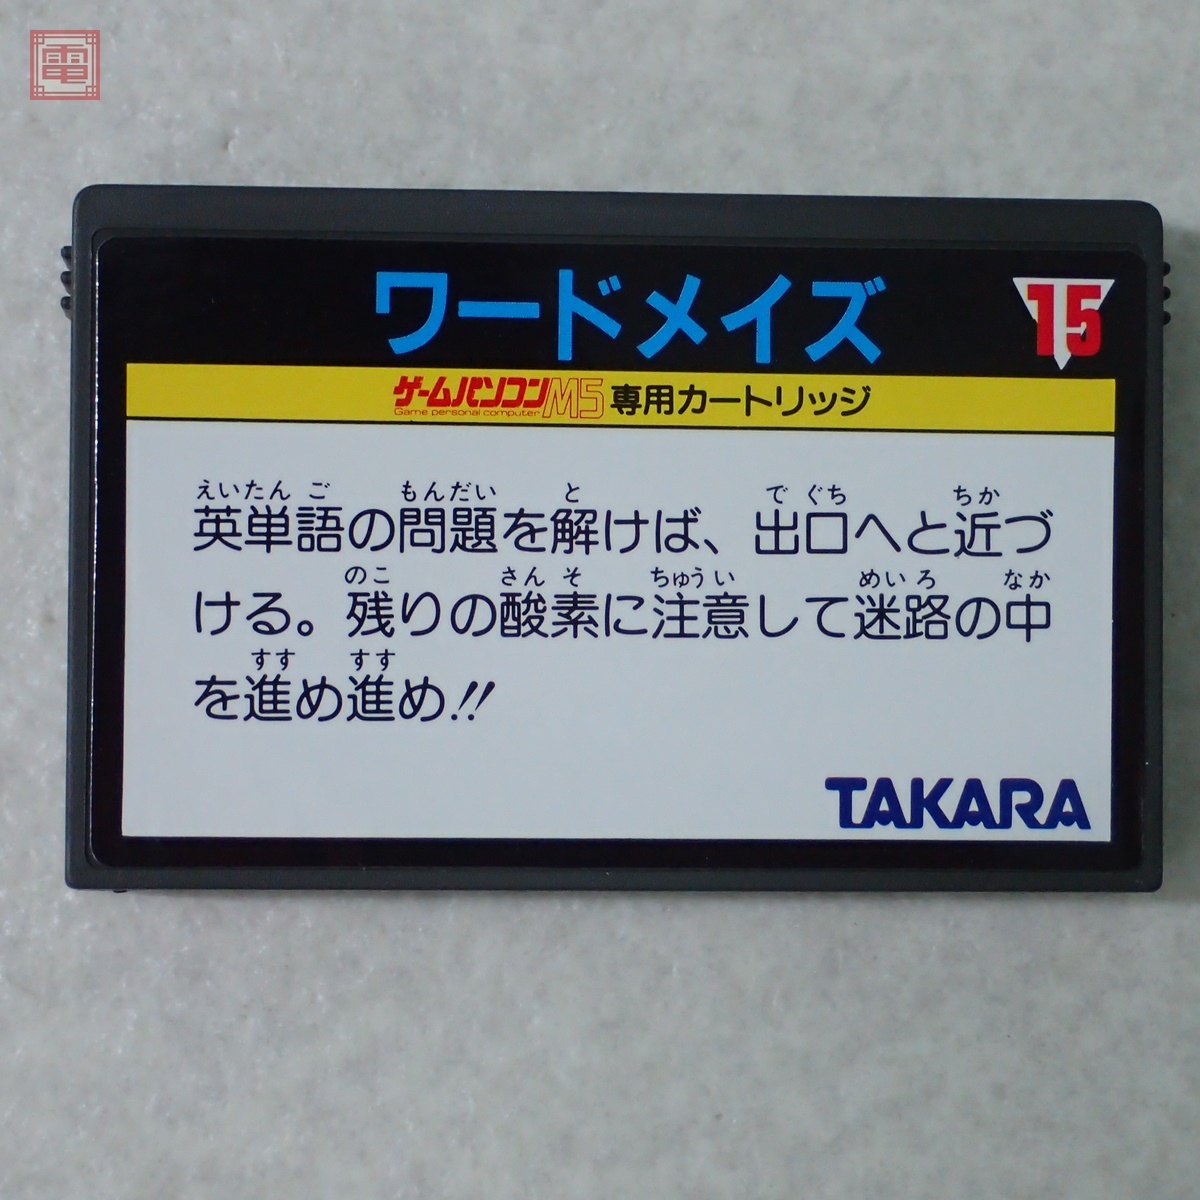 電
ワードメイズ
15
ゲームパソコンM5専用カートリッジ
Game personal computer
えいたんご もんだい と でぐち ちか
英単語の問題を解けば、出口へと近づ
のこ さんそ ちゅうい めいろ なか
ける。残りの酸素に注意して迷路の中
すす すす
を進め進め!!
TAKARA